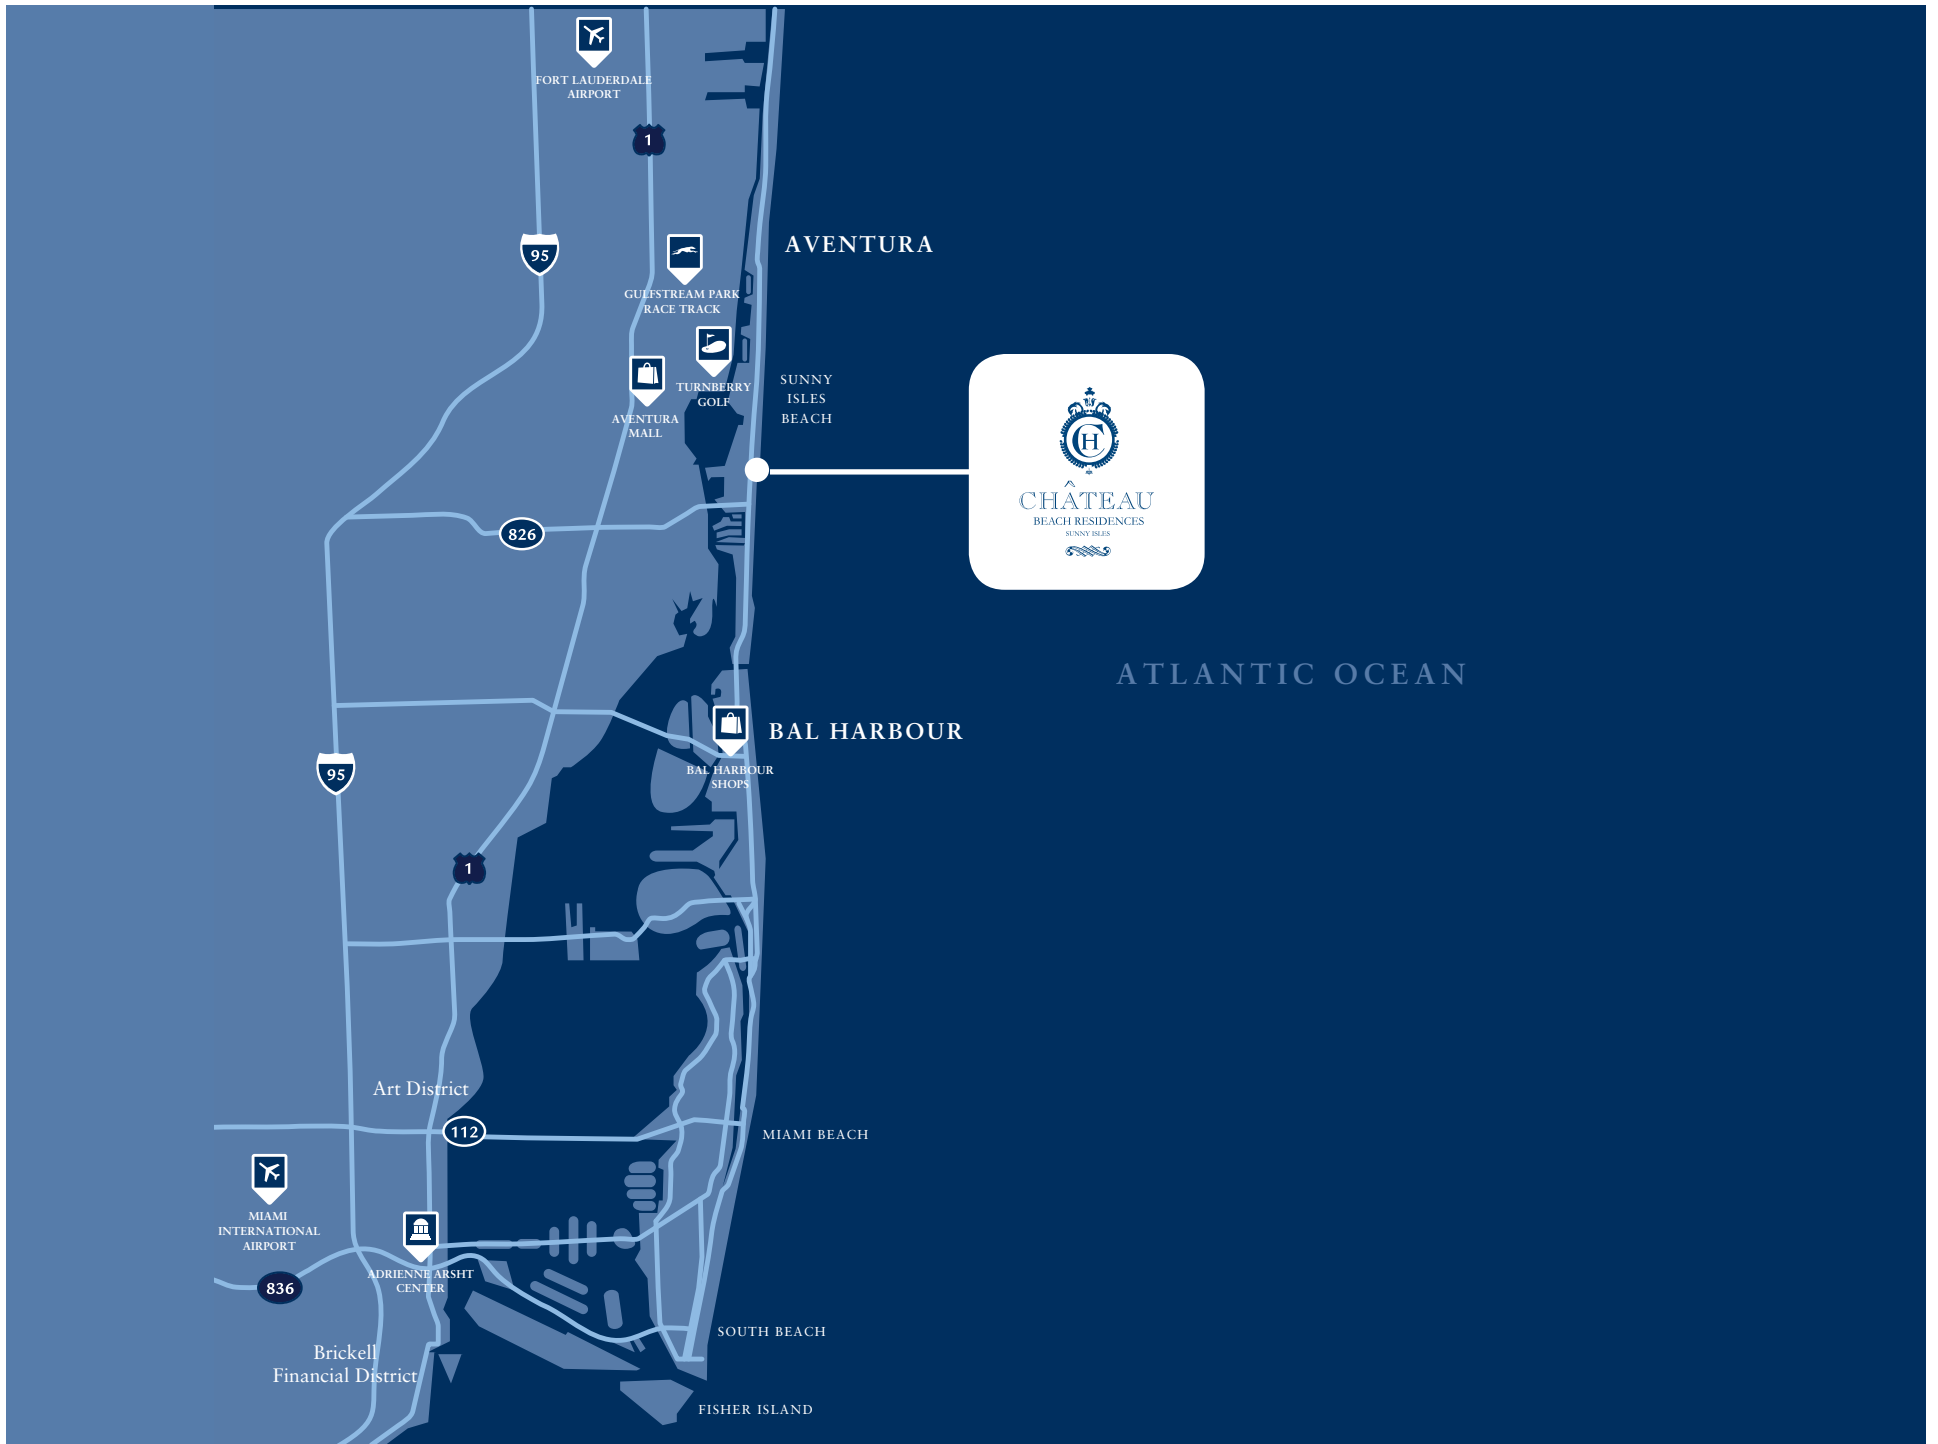 FORT LAUDERDALE
AIRPORT
1
95
AVENTURA
GULFSTREAM PARK
RACE TRACK
TURNBERRY
GOLF
AVENTURA
MALL
SUNNY
ISLES
BEACH
CH
CHÂTEAU
BEACH RESIDENCES
SUNNY ISLES
826
ATLANTIC OCEAN
BAL HARBOUR
BAL HARBOUR
SHOPS
95
1
Art District
112
MIAMI BEACH
MIAMI
INTERNATIONAL
AIRPORT
ADRIENNE ARSHT
CENTER
836
SOUTH BEACH
Brickell
Financial District
FISHER ISLAND